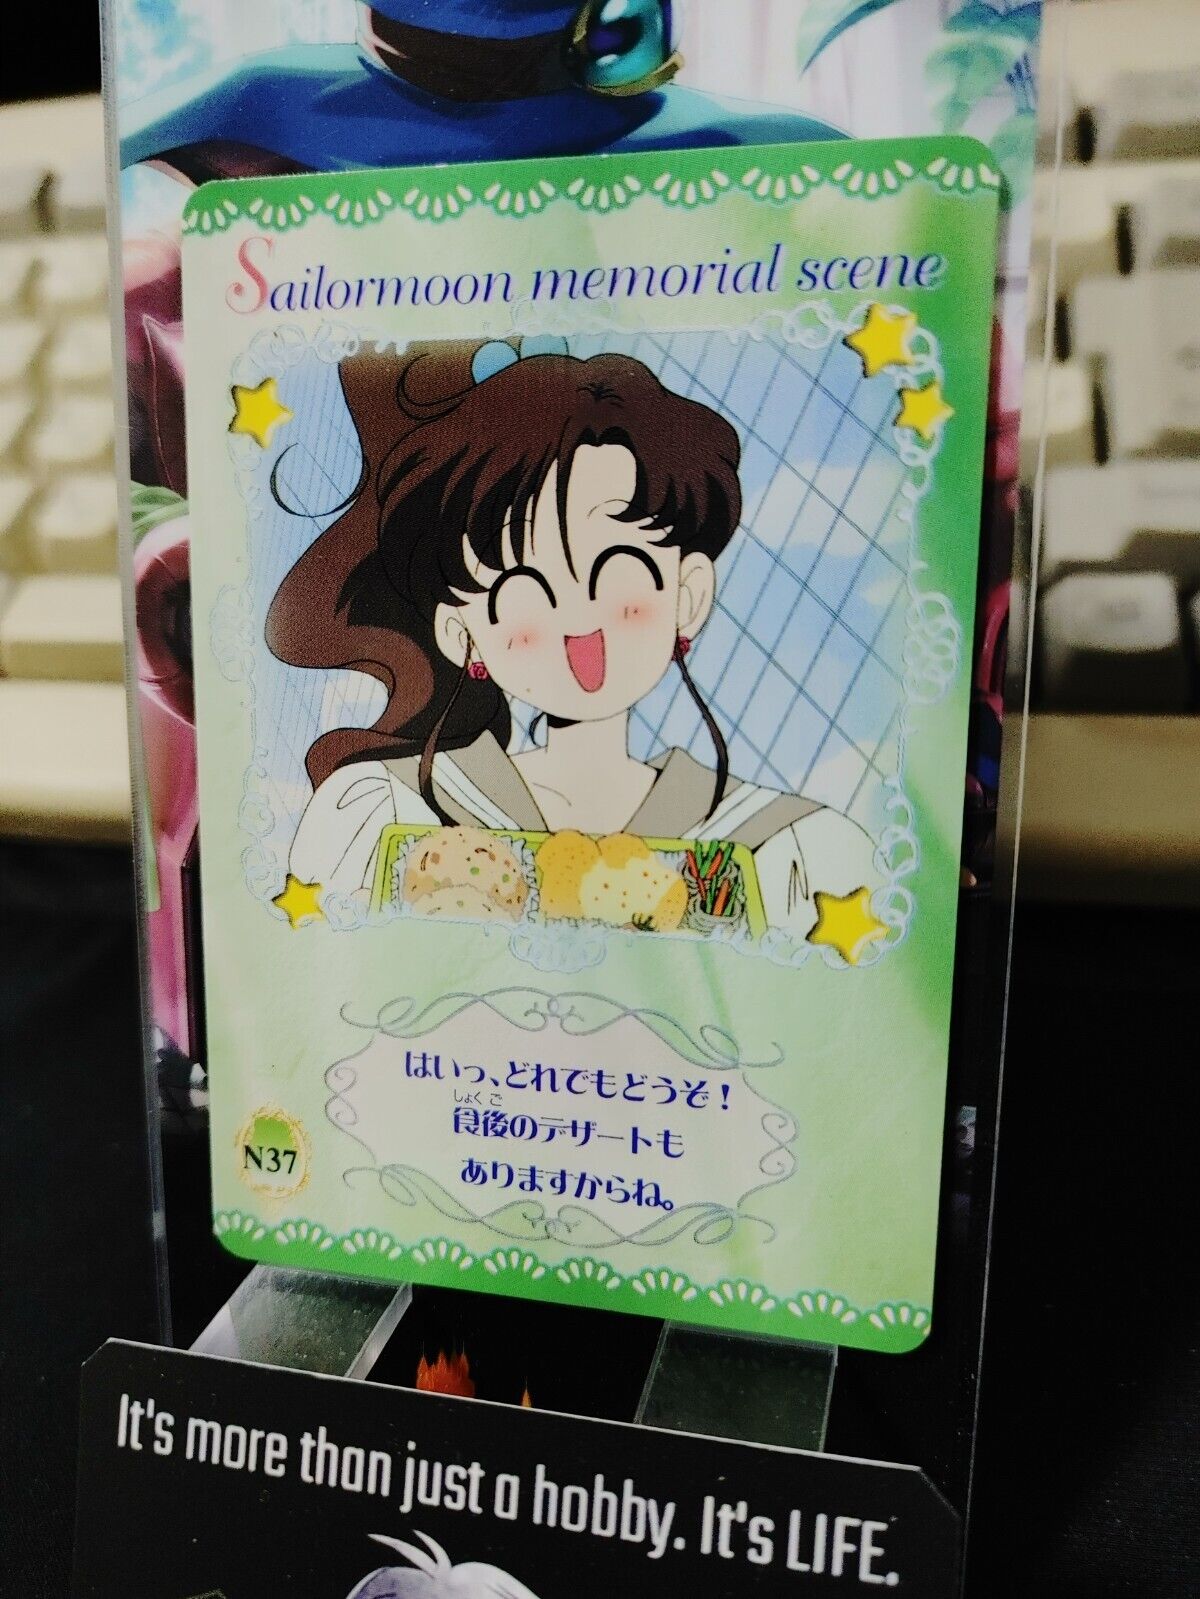 Sailormoon memorial scene
はいっ、どれでもどうぞ！
しょく ご
食後のデザートも
ありますからね。
N37
It's more than just a hobby. It's LIFE.